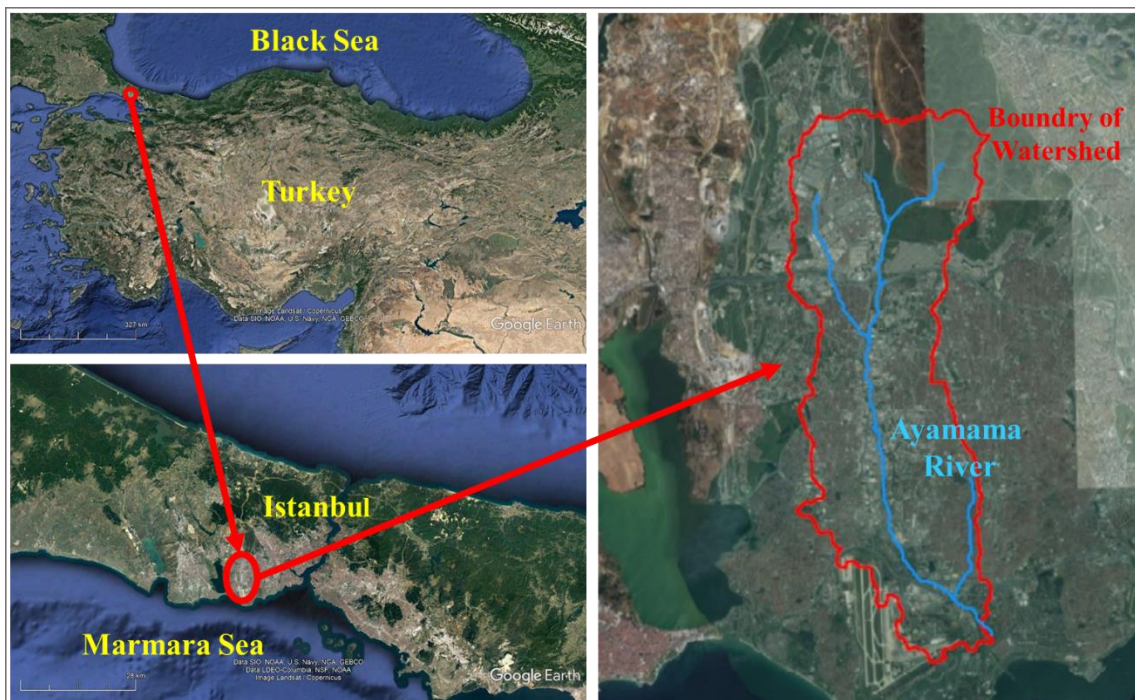 Black Sea
Turkey
Image Landsat / Copernicus
Data SIO, NOAA, U.S. Navy, NGA, GEBCO
327 km
Google Earth
Istanbul
Marmara Sea
Data SIO, NOAA, U.S. Navy, NGA, GEBCO
Data LDEO-Columbia, NSF, NOAA
Image Landsat / Copernicus
28 km
Google Earth
Boundry of
Watershed
Ayamama
River